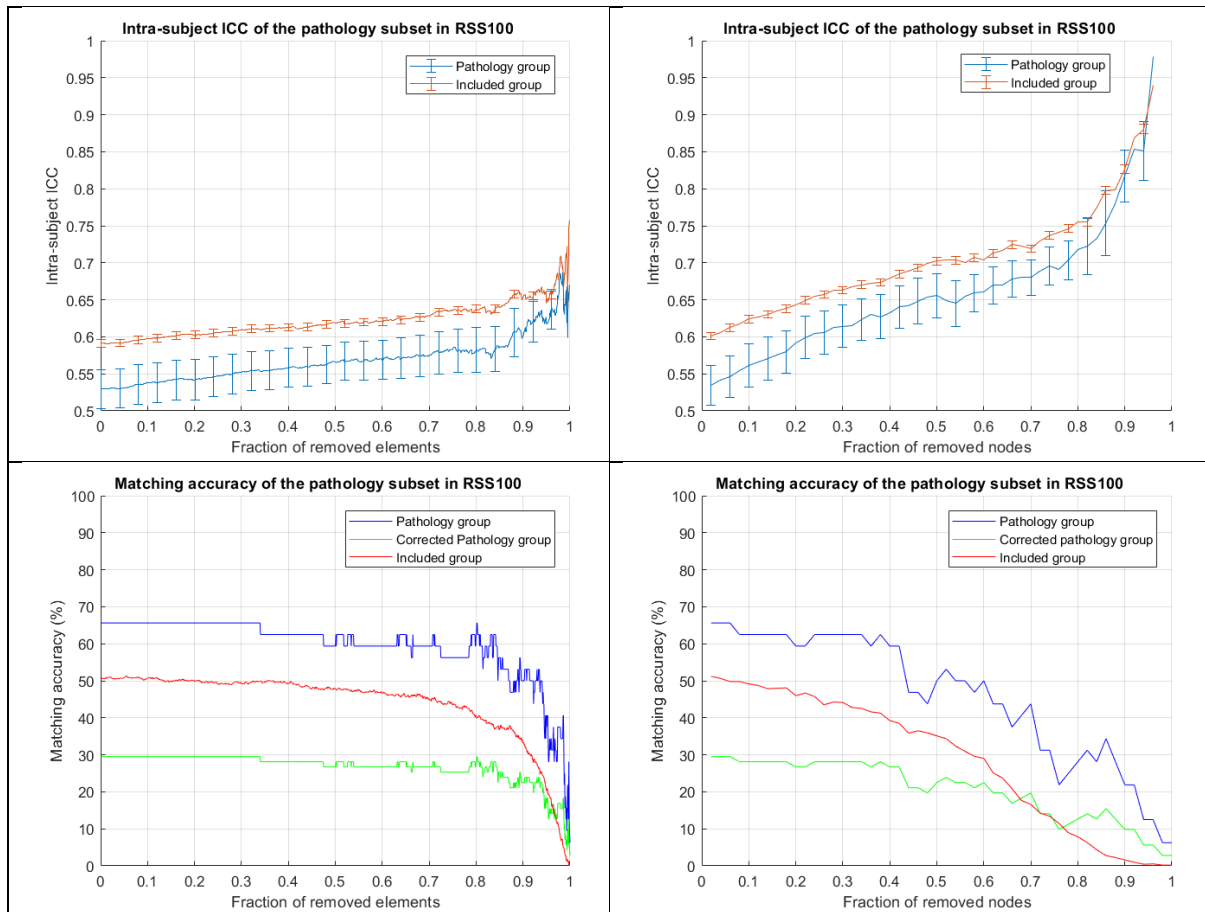 Intra-subject ICC of the pathology subset in RSS100
Pathology group
Included group
Intra-subject ICC
1
0.95
0.9
0.85
0.8
0.75
0.7
0.65
0.6
0.55
0.5
0 0.1 0.2 0.3 0.4 0.5 0.6 0.7 0.8 0.9 1
Fraction of removed elements
Intra-subject ICC of the pathology subset in RSS100
Pathology group
Included group
Intra-subject ICC
1
0.95
0.9
0.85
0.8
0.75
0.7
0.65
0.6
0.55
0.5
0 0.1 0.2 0.3 0.4 0.5 0.6 0.7 0.8 0.9 1
Fraction of removed nodes
Matching accuracy of the pathology subset in RSS100
Pathology group
Corrected Pathology group
Included group
Matching accuracy (%)
100
90
80
70
60
50
40
30
20
10
0
0 0.1 0.2 0.3 0.4 0.5 0.6 0.7 0.8 0.9 1
Fraction of removed elements
Matching accuracy of the pathology subset in RSS100
Pathology group
Corrected pathology group
Included group
Matching accuracy (%)
100
90
80
70
60
50
40
30
20
10
0
0 0.1 0.2 0.3 0.4 0.5 0.6 0.7 0.8 0.9 1
Fraction of removed nodes